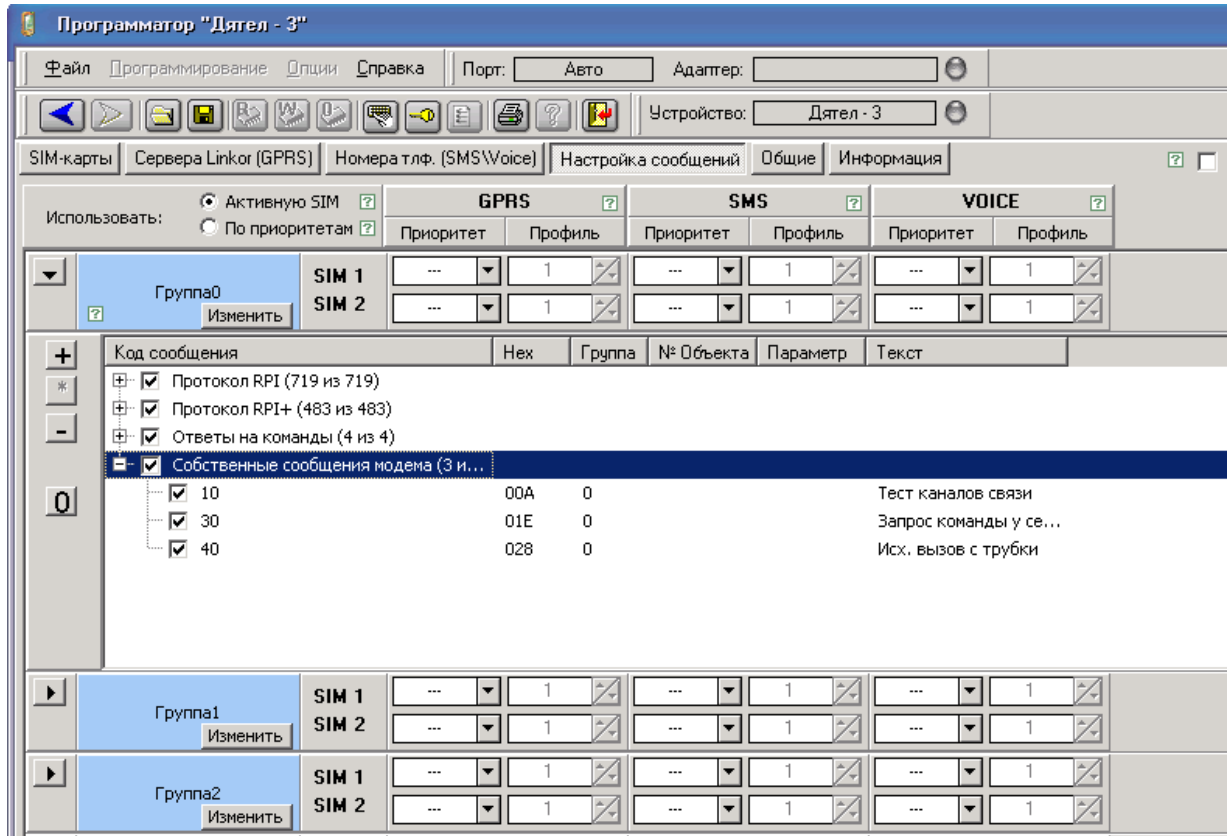 Программатор "Дятел - 3"
Файл Программирование Опции Справка Порт: Авто Адаптер:
R W O E ? Устройство: Дятел - 3
SIM-карты Сервера Linkor (GPRS) Номера тлф. (SMS\Voice) Настройка сообщений Общие Информация ?
Использовать: Активную SIM ? GPRS ? SMS ? VOICE ?
По приоритетам ? Приоритет Профиль Приоритет Профиль Приоритет Профиль
Группа0 SIM 1 --- 1 --- 1 --- 1
? Изменить SIM 2 --- 1 --- 1 --- 1
+ Код сообщения Hex Группа № Объекта Параметр Текст
* Протокол RPI (719 из 719)
Протокол RPI+ (483 из 483)
- Ответы на команды (4 из 4)
Собственные сообщения модема (3 и...
0 10 00A 0 Тест каналов связи
30 01E 0 Запрос команды у се...
40 028 0 Исх. вызов с трубки
Группа1 SIM 1 --- 1 --- 1 --- 1
Изменить SIM 2 --- 1 --- 1 --- 1
Группа2 SIM 1 --- 1 --- 1 --- 1
Изменить SIM 2 --- 1 --- 1 --- 1